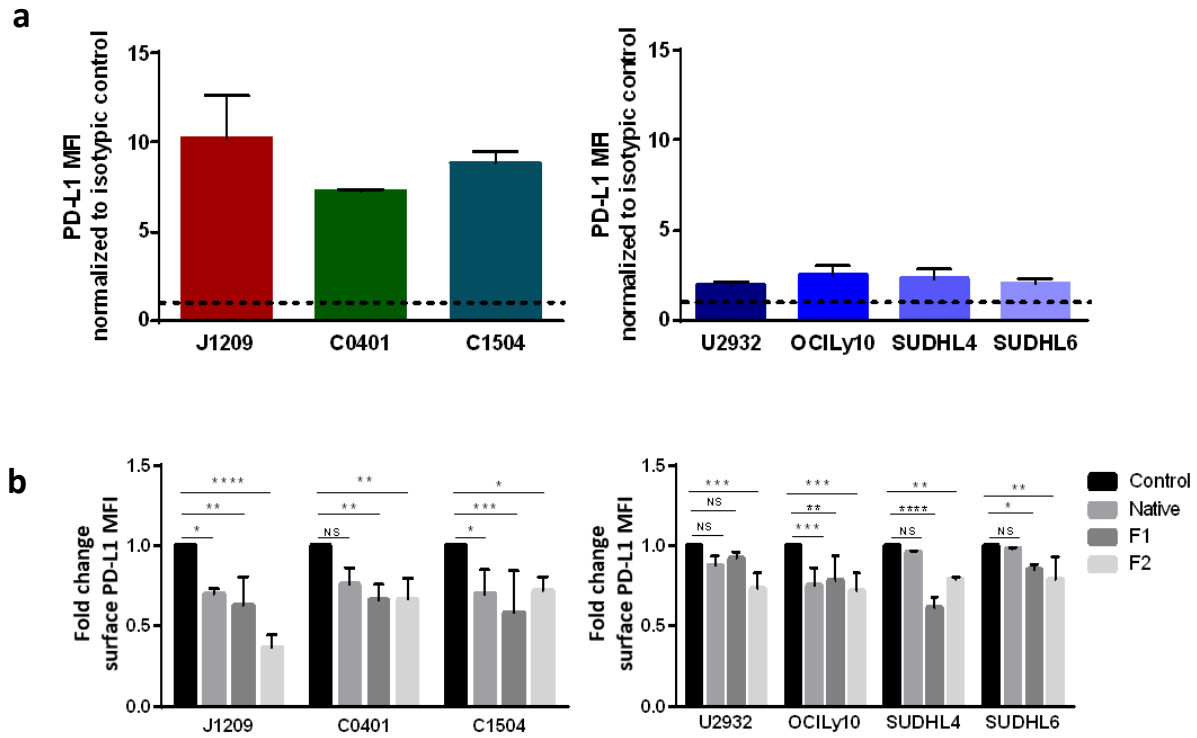 a
PD-L1 MFI
normalized to isotypic control
15
10
5
0
J1209 C0401 C1504
PD-L1 MFI
normalized to isotypic control
15
10
5
0
U2932 OCILy10 SUDHL4 SUDHL6
b
Fold change
surface PD-L1 MFI
1.5
1.0
0.5
0.0
**** ** *
** ** ***
* NS *
J1209 C0401 C1504
Fold change
surface PD-L1 MFI
1.5
1.0
0.5
0.0
*** *** ** **
NS ** **** *
NS *** NS NS
U2932 OCILy10 SUDHL4 SUDHL6
Control
Native
F1
F2